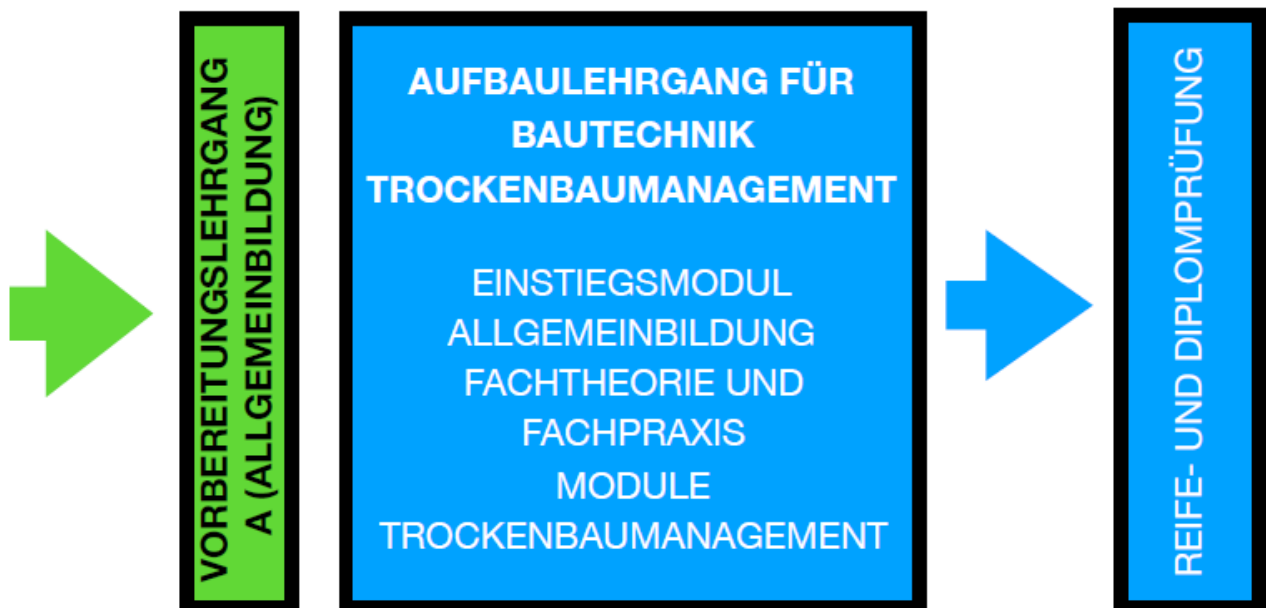 VORBEREITUNGSLEHRGANG
A (ALLGEMEINBILDUNG)
AUFBAULEHRGANG FÜR
BAUTECHNIK
TROCKENBAUMANAGEMENT
EINSTIEGSMODUL
ALLGEMEINBILDUNG
FACHTHEORIE UND
FACHPRAXIS
MODULE
TROCKENBAUMANAGEMENT
REIFE- UND DIPLOMPRÜFUNG